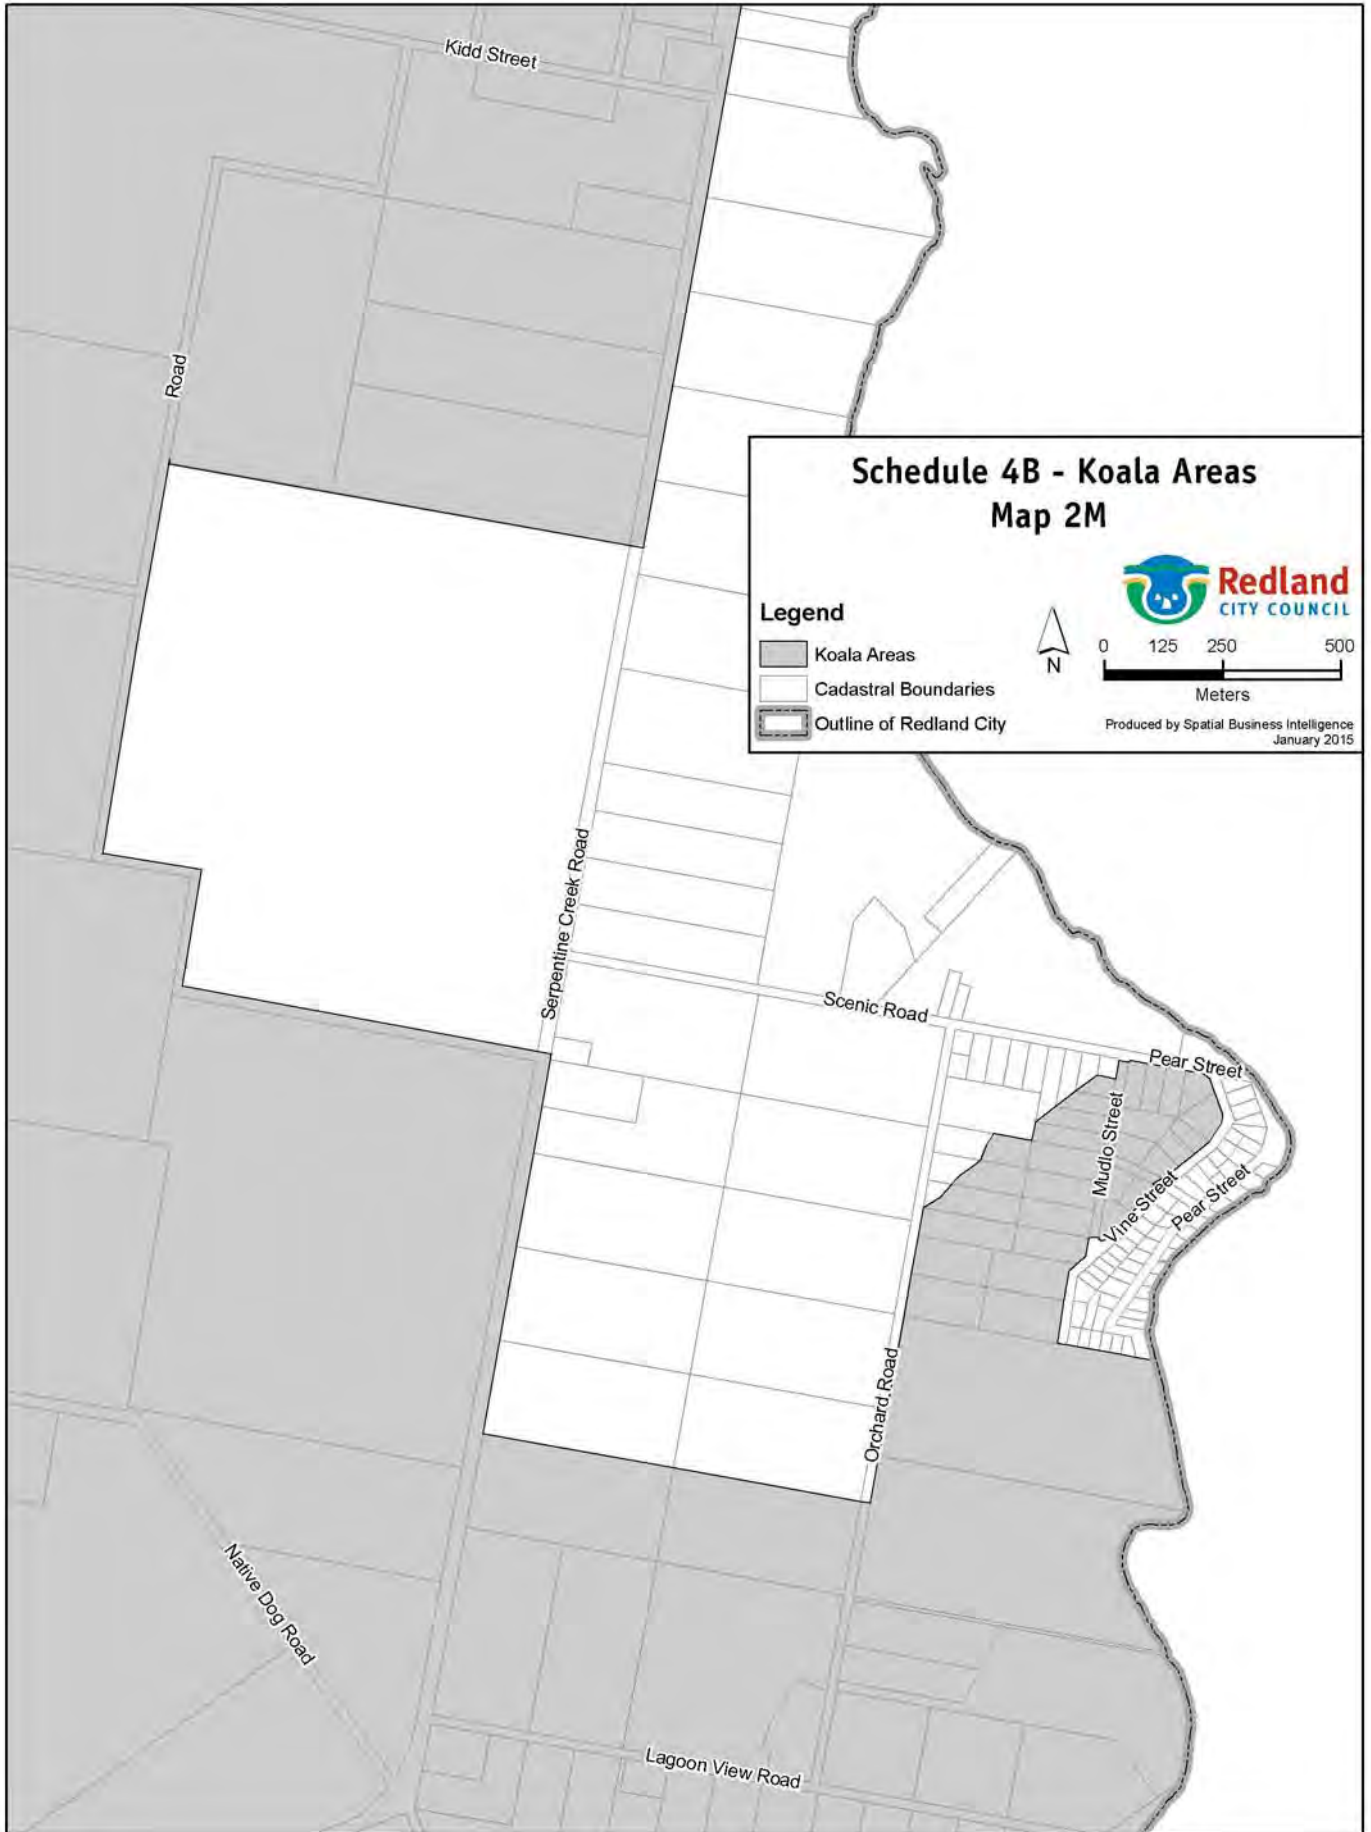 Kidd Street
Road
Schedule 4B - Koala Areas
Map 2M
Redland
CITY COUNCIL
Legend
Koala Areas
Cadastral Boundaries
Outline of Redland City
N
0 125 250 500
Meters
Produced by Spatial Business Intelligence
January 2015
Serpentine Creek Road
Scenic Road
Pear Street
Mudlo Street
Vine Street
Pear Street
Orchard Road
Native Dog Road
Lagoon View Road